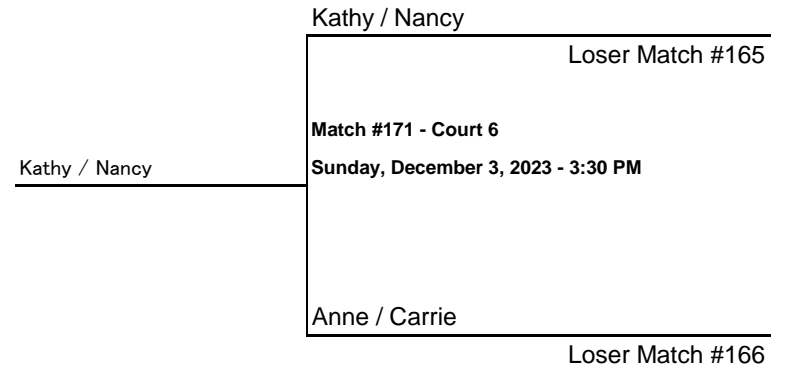 Kathy / Nancy
Loser Match #165
Match #171 - Court 6
Kathy / Nancy
Sunday, December 3, 2023 - 3:30 PM
Anne / Carrie
Loser Match #166